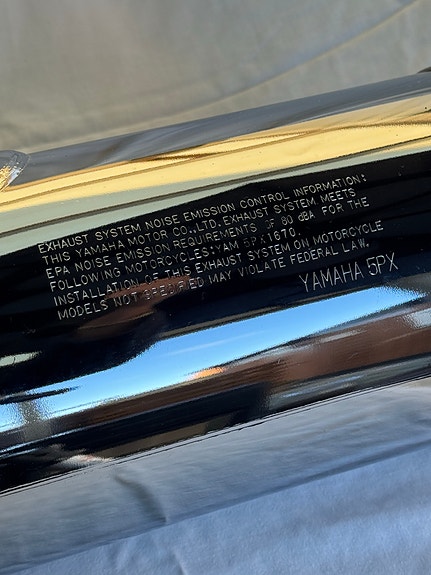 EXHAUST SYSTEM NOISE EMISSION CONTROL INFORMATION:
THIS YAMAHA MOTOR CO.,LTD.EXHAUST SYSTEM MEETS
EPA NOISE EMISSION REQUIREMENTS OF 80 dBA FOR THE
FOLLOWING MOTORCYCLES:YAM 5PX1670.
INSTALLATION OF THIS EXHAUST SYSTEM ON MOTORCYCLE
MODELS NOT SPECIFIED MAY VIOLATE FEDERAL LAW.
YAMAHA 5PX